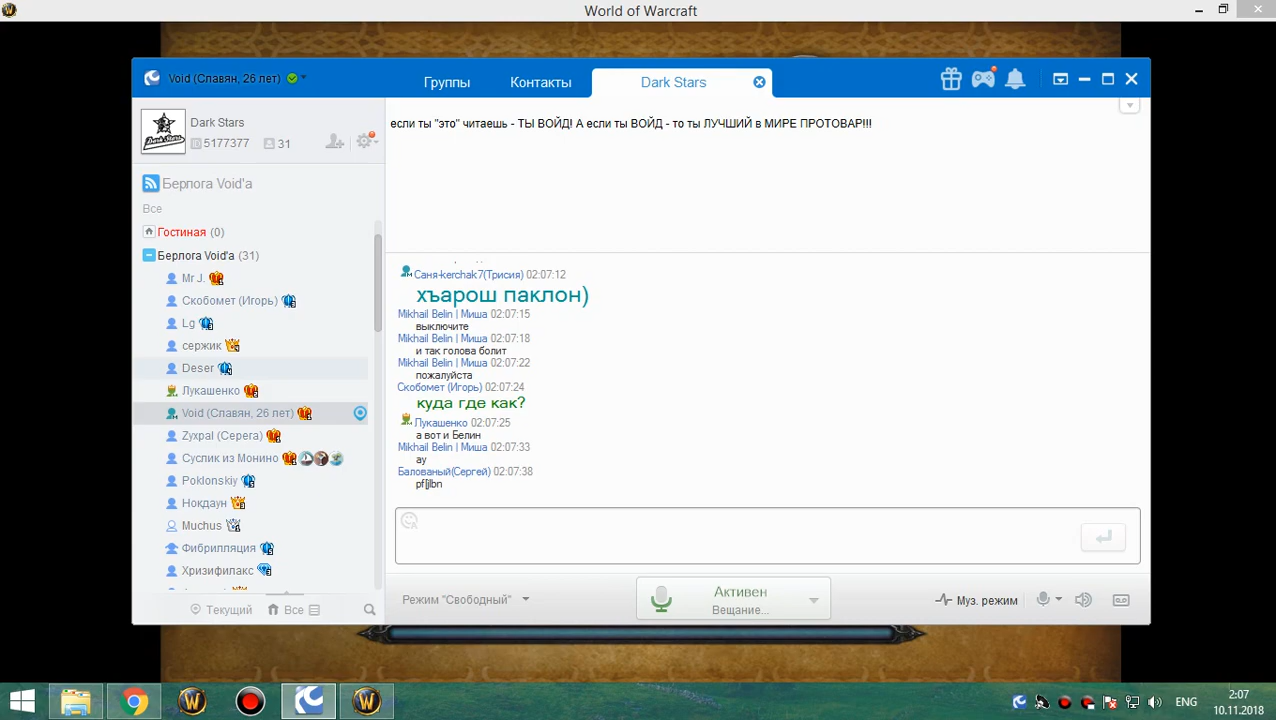 World of Warcraft
Void (Славян, 26 лет)
Группы
Контакты
Dark Stars
Dark Stars
5177377
31
Берлога Void'a
Все
Гостиная (0)
Берлога Void'a (31)
Mr J.
Скобомет (Игорь)
Lg
сержик
Deser
Лукашенко
Void (Славян, 26 лет)
Zyxpal (Серега)
Суслик из Монино
Poklonskiy
Нокдаун
Muchus
Фибрилляция
Хризифилакс
Текущий
Все
если ты "это" читаешь - ТЫ ВОЙД! А если ты ВОЙД - то ты ЛУЧШИЙ в МИРЕ ПРОТОВАР!!!
Саня-kerchak7(Трисия) 02:07:12
хъарош паклон)
Mikhail Belin | Миша 02:07:15
выключите
Mikhail Belin | Миша 02:07:18
и так голова болит
Mikhail Belin | Миша 02:07:22
пожалуйста
Скобомет (Игорь) 02:07:24
куда где как?
Лукашенко 02:07:25
а вот и Белин
Mikhail Belin | Миша 02:07:33
ау
Балованый(Сергей) 02:07:38
pf[jlbn
Режим "Свободный"
Активен
Вещание...
Муз. режим
ENG
2:07
10.11.2018